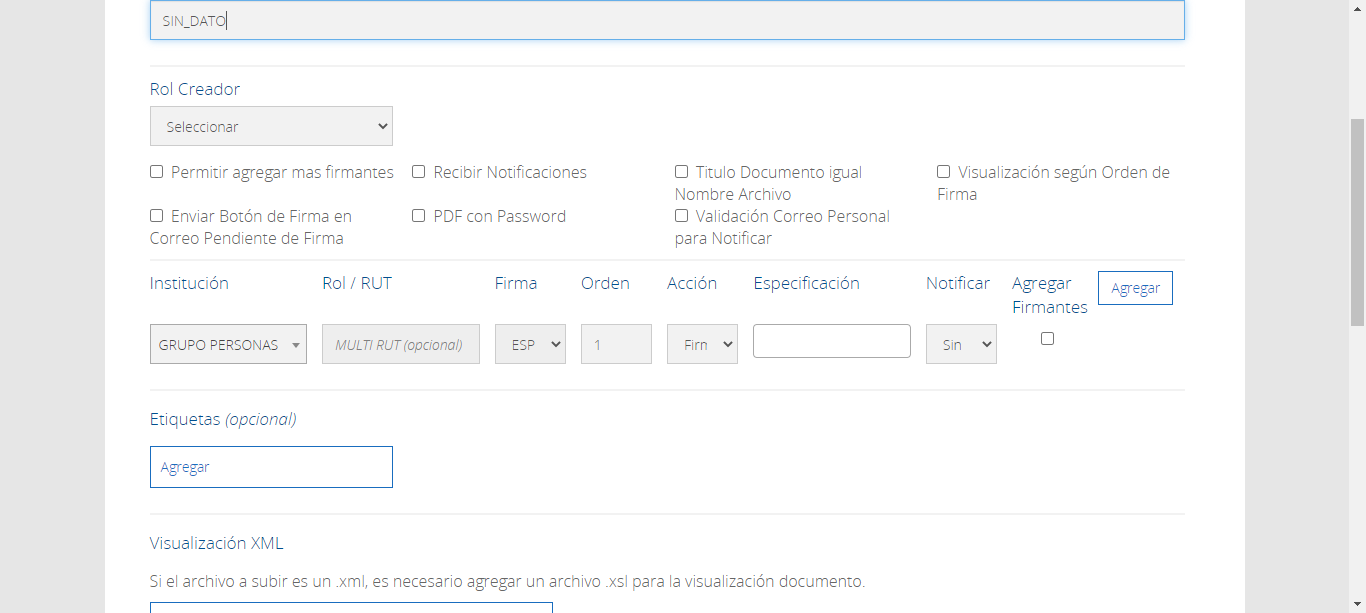 SIN_DATO
Rol Creador
Seleccionar
Permitir agregar mas firmantes
Recibir Notificaciones
Titulo Documento igual
Nombre Archivo
Visualización según Orden de
Firma
Enviar Botón de Firma en
Correo Pendiente de Firma
PDF con Password
Validación Correo Personal
para Notificar
Institución
Rol / RUT
Firma
Orden
Acción
Especificación
Notificar
Agregar
Firmantes
Agregar
GRUPO PERSONAS
MULTI RUT (opcional)
ESP
1
Firn
Sin
Etiquetas (opcional)
Agregar
Visualización XML
Si el archivo a subir es un .xml, es necesario agregar un archivo .xsl para la visualización documento.